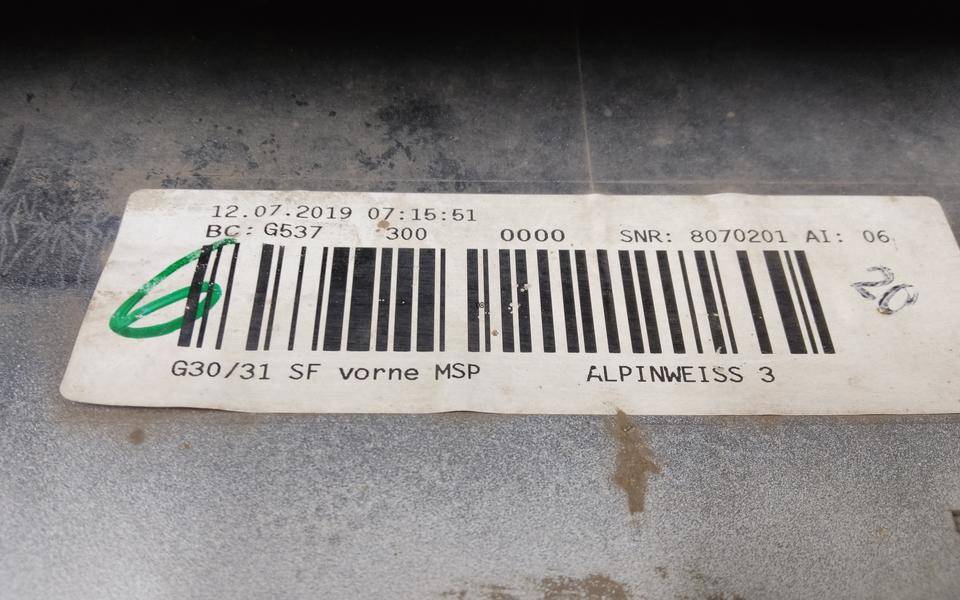 12.07.2019 07:15:51
BC: G537 300 0000 SNR: 8070201 AI: 06
6
20
G30/31 SF vorne MSP ALPINWEISS 3